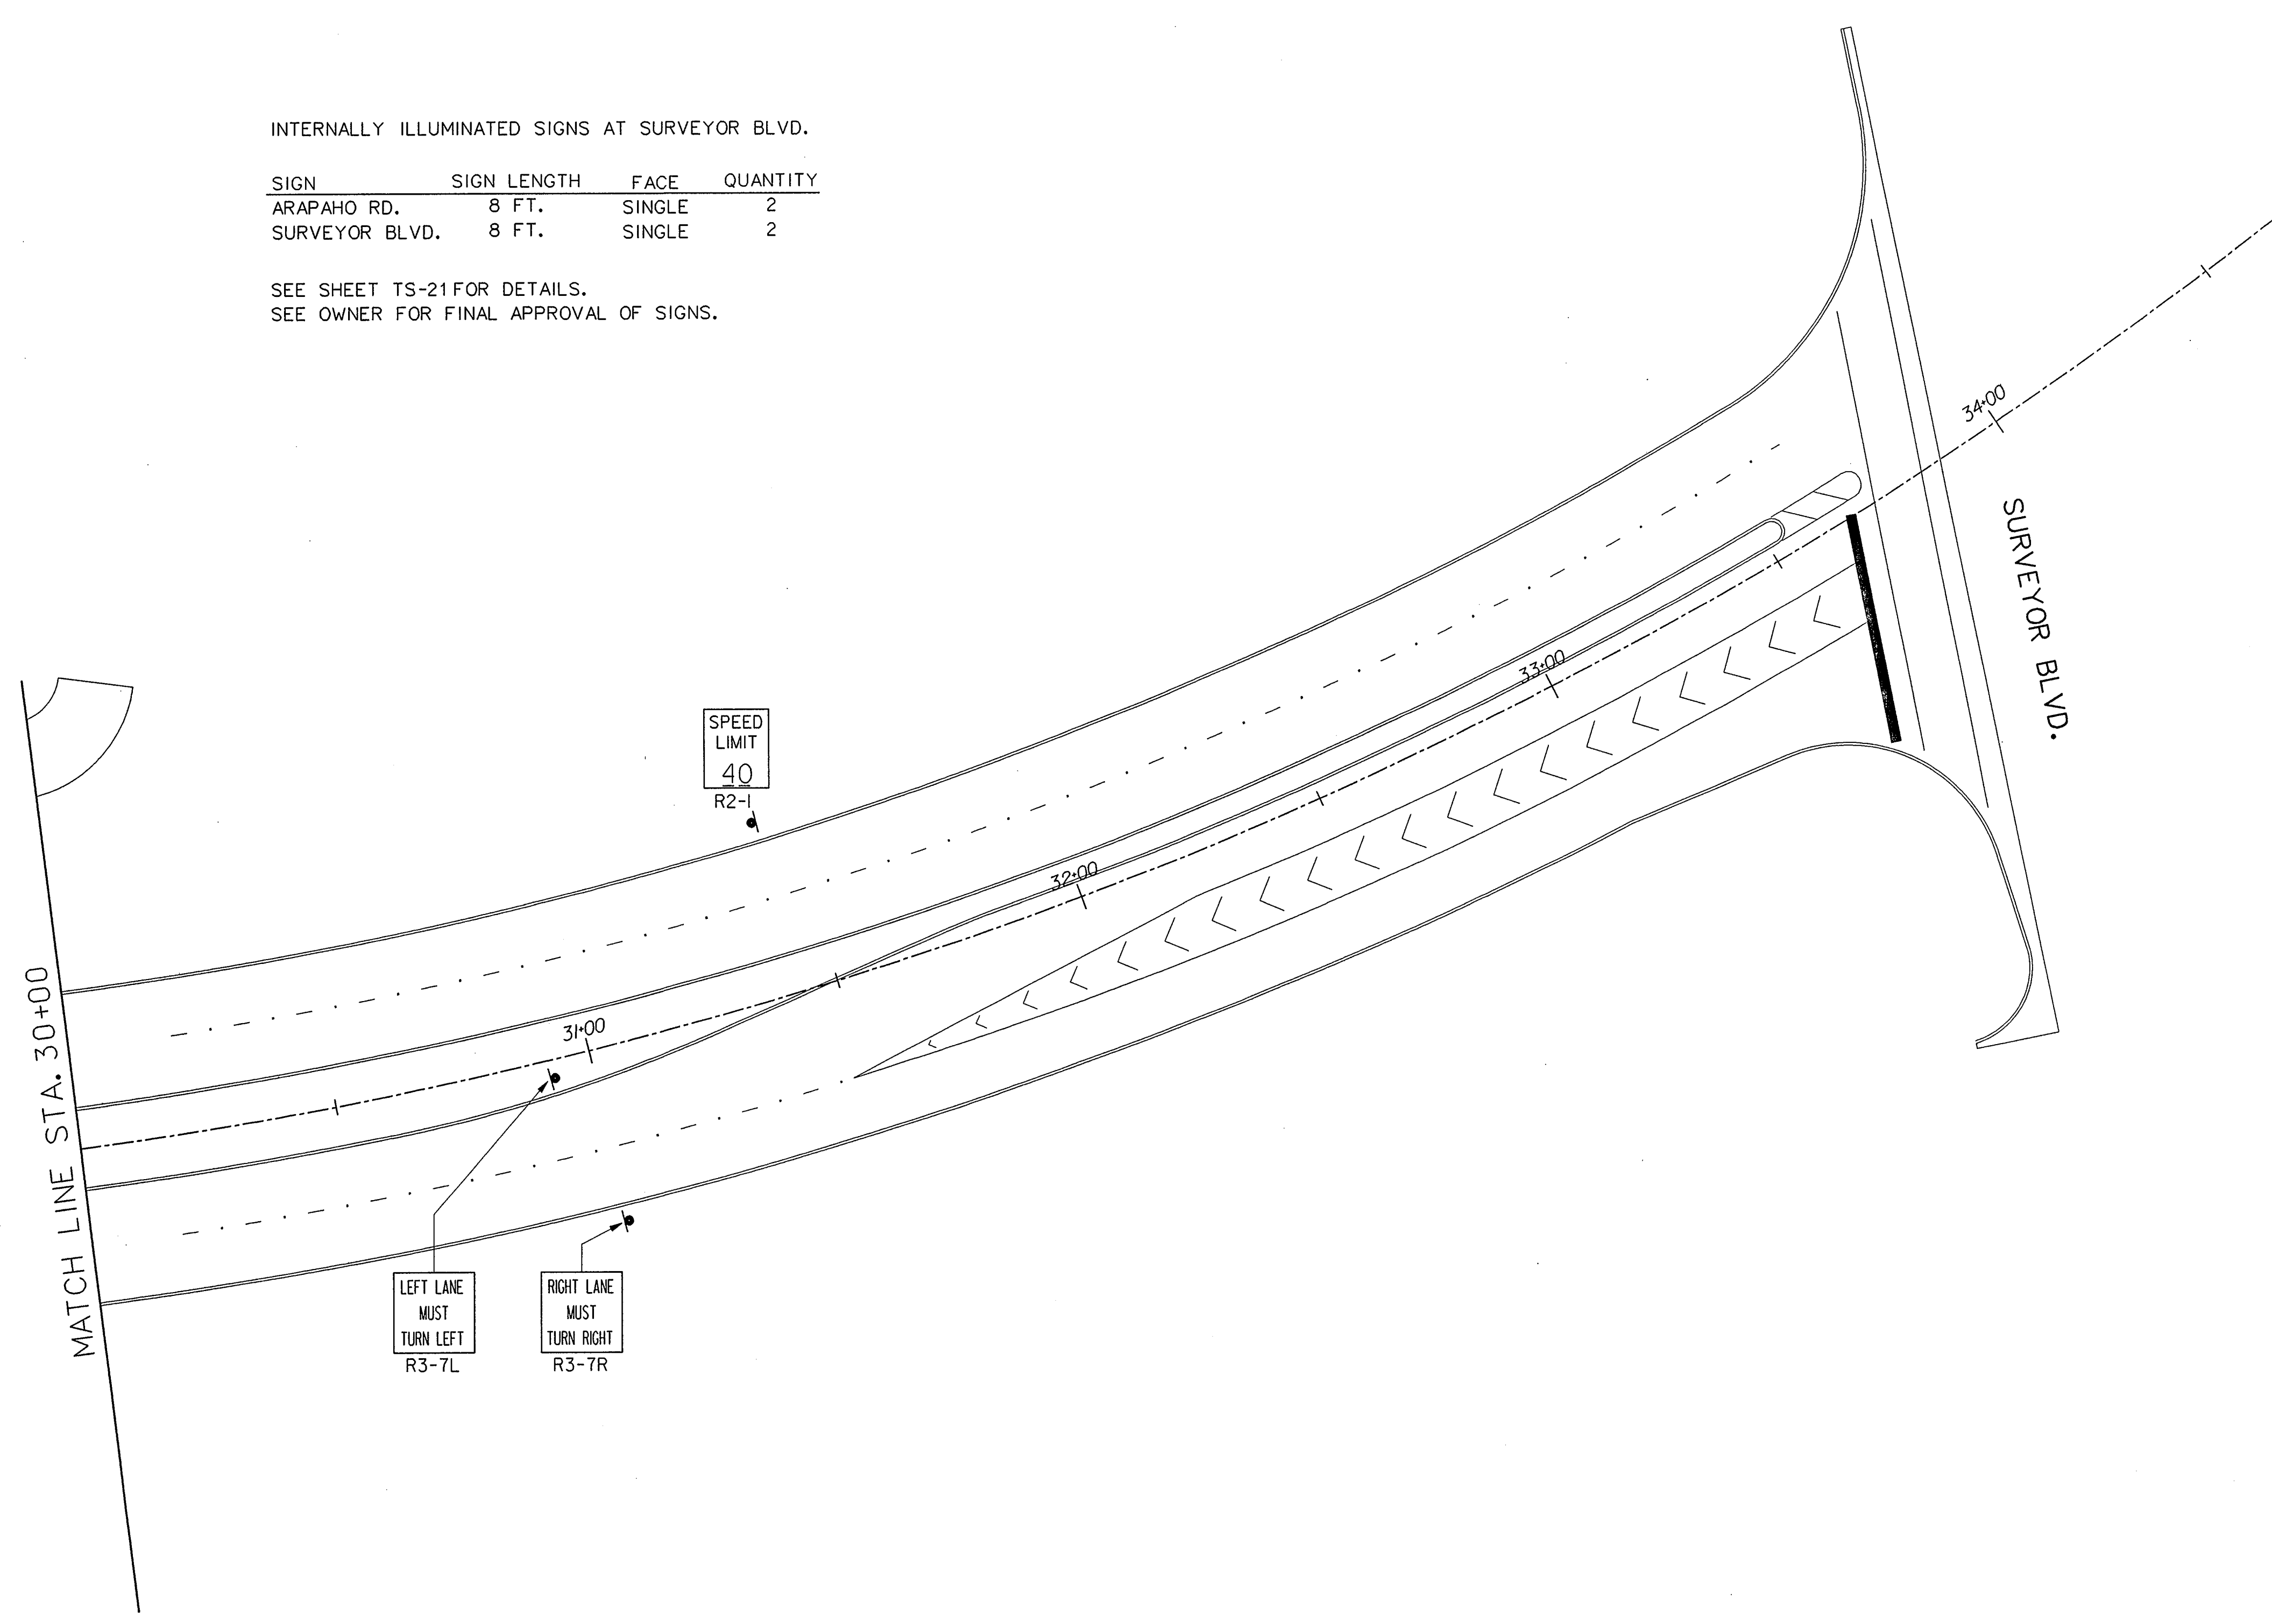 INTERNALLY ILLUMINATED SIGNS AT SURVEYOR BLVD.
SIGN SIGN LENGTH FACE QUANTITY
ARAPAHO RD. 8 FT. SINGLE 2
SURVEYOR BLVD. 8 FT. SINGLE 2
SEE SHEET TS-21 FOR DETAILS.
SEE OWNER FOR FINAL APPROVAL OF SIGNS.
34+00
SURVEYOR BLVD.
33+00
SPEED
LIMIT
40
R2-1
32+00
31+00
MATCH LINE STA. 30+00
LEFT LANE
MUST
TURN LEFT
R3-7L
RIGHT LANE
MUST
TURN RIGHT
R3-7R